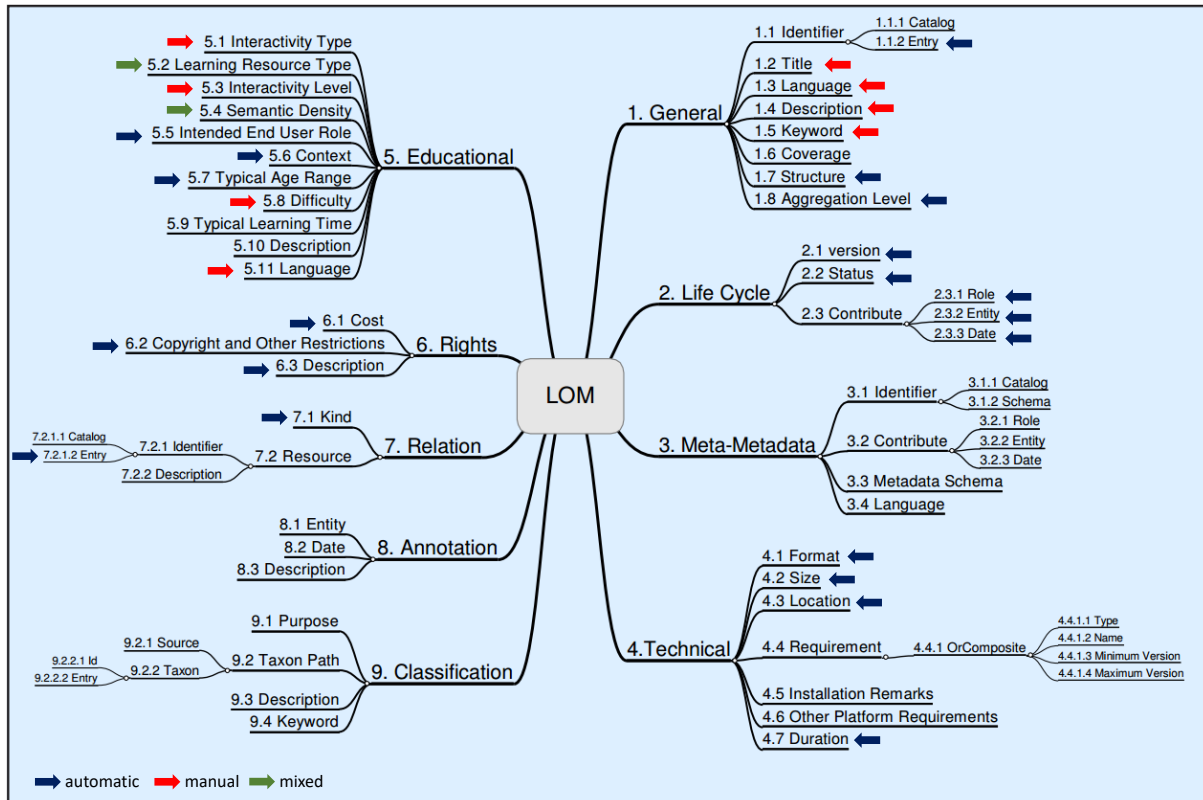 LOM
1. General
1.1 Identifier
1.1.1 Catalog
1.1.2 Entry
1.2 Title
1.3 Language
1.4 Description
1.5 Keyword
1.6 Coverage
1.7 Structure
1.8 Aggregation Level
2. Life Cycle
2.1 version
2.2 Status
2.3 Contribute
2.3.1 Role
2.3.2 Entity
2.3.3 Date
3. Meta-Metadata
3.1 Identifier
3.1.1 Catalog
3.1.2 Schema
3.2 Contribute
3.2.1 Role
3.2.2 Entity
3.2.3 Date
3.3 Metadata Schema
3.4 Language
4.Technical
4.1 Format
4.2 Size
4.3 Location
4.4 Requirement
4.4.1 OrComposite
4.4.1.1 Type
4.4.1.2 Name
4.4.1.3 Minimum Version
4.4.1.4 Maximum Version
4.5 Installation Remarks
4.6 Other Platform Requirements
4.7 Duration
5. Educational
5.1 Interactivity Type
5.2 Learning Resource Type
5.3 Interactivity Level
5.4 Semantic Density
5.5 Intended End User Role
5.6 Context
5.7 Typical Age Range
5.8 Difficulty
5.9 Typical Learning Time
5.10 Description
5.11 Language
6. Rights
6.1 Cost
6.2 Copyright and Other Restrictions
6.3 Description
7. Relation
7.1 Kind
7.2 Resource
7.2.1 Identifier
7.2.1.1 Catalog
7.2.1.2 Entry
7.2.2 Description
8. Annotation
8.1 Entity
8.2 Date
8.3 Description
9. Classification
9.1 Purpose
9.2 Taxon Path
9.2.1 Source
9.2.2 Taxon
9.2.2.1 Id
9.2.2.2 Entry
9.3 Description
9.4 Keyword
automatic
manual
mixed